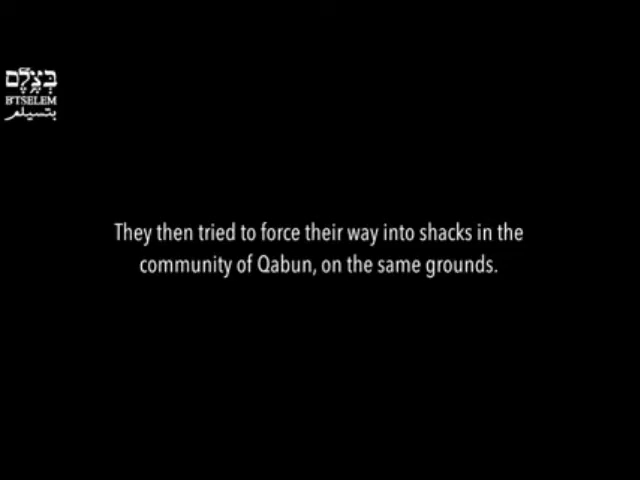 בְּצֶלֶם
B'TSELEM
بتسيلم
They then tried to force their way into shacks in the
community of Qabun, on the same grounds.